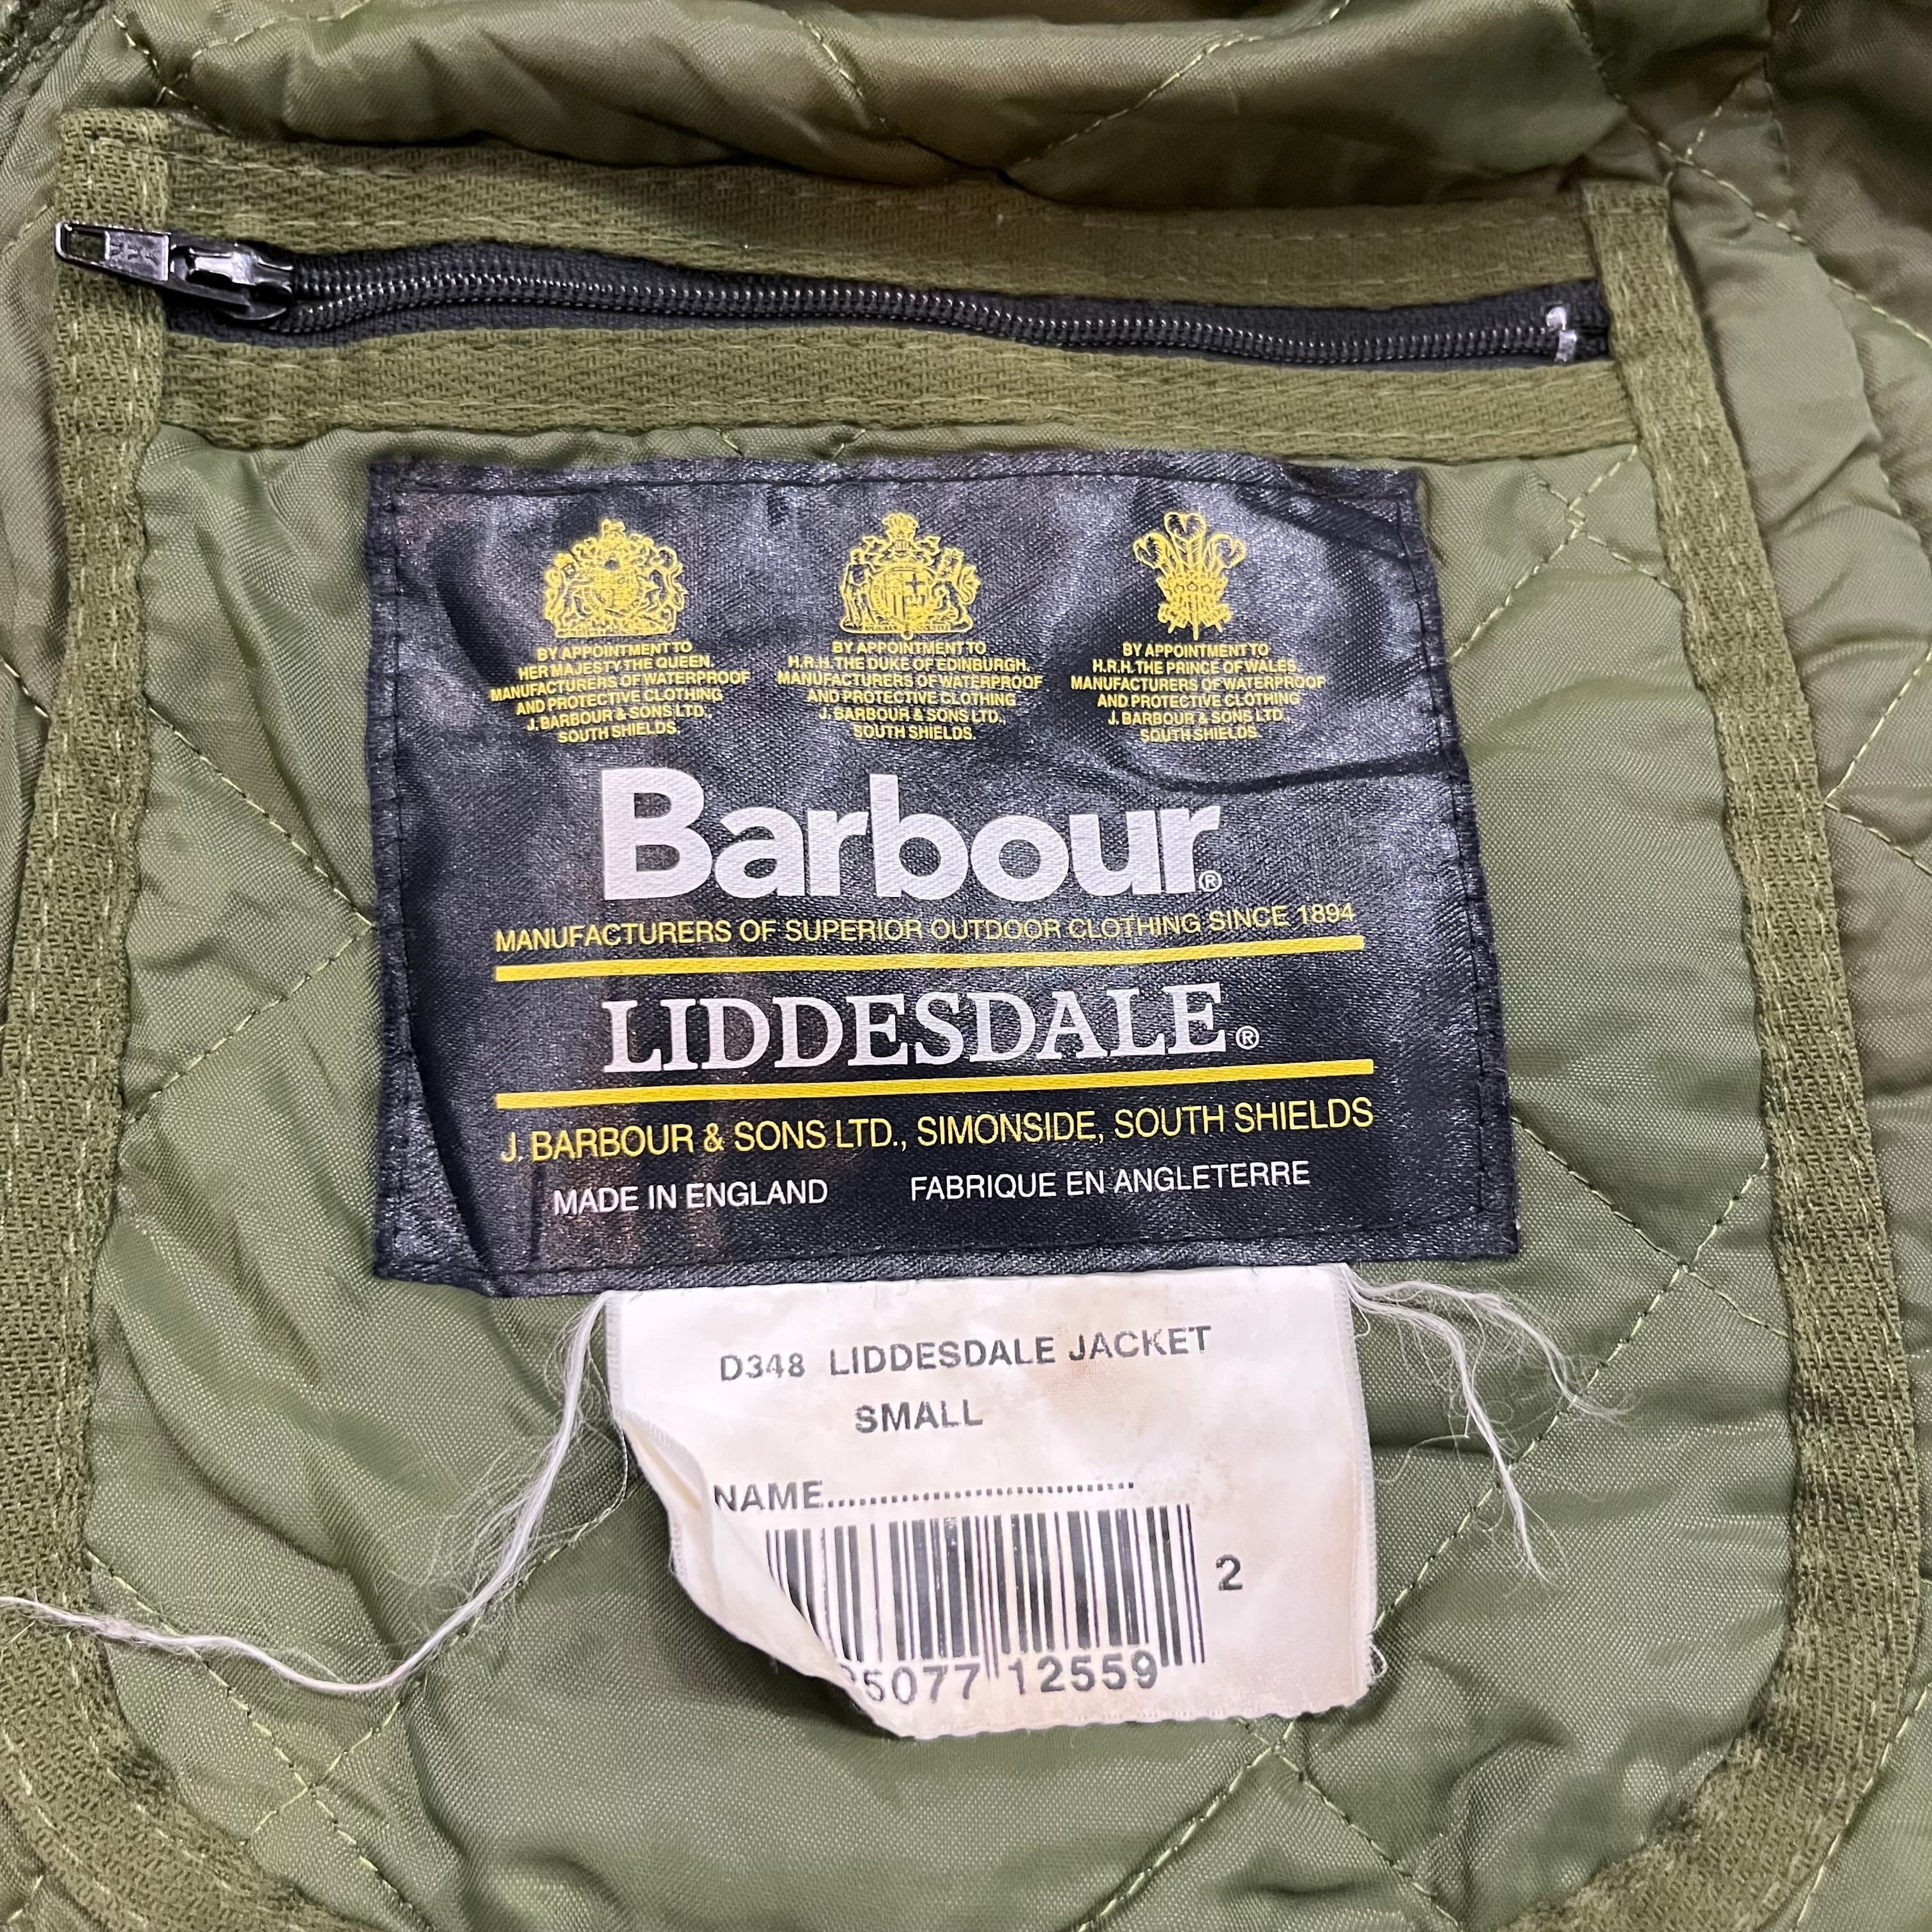 YKK
BY APPOINTMENT TO
HER MAJESTY THE QUEEN.
MANUFACTURERS OF WATERPROOF
AND PROTECTIVE CLOTHING
J. BARBOUR & SONS LTD.,
SOUTH SHIELDS.
BY APPOINTMENT TO
H.R.H. THE DUKE OF EDINBURGH.
MANUFACTURERS OF WATERPROOF
AND PROTECTIVE CLOTHING
J. BARBOUR & SONS LTD.,
SOUTH SHIELDS.
BY APPOINTMENT TO
H.R.H. THE PRINCE OF WALES.
MANUFACTURERS OF WATERPROOF
AND PROTECTIVE CLOTHING
J. BARBOUR & SONS LTD.,
SOUTH SHIELDS.
Barbour®
MANUFACTURERS OF SUPERIOR OUTDOOR CLOTHING SINCE 1894
LIDDESDALE®
J. BARBOUR & SONS LTD., SIMONSIDE, SOUTH SHIELDS
MADE IN ENGLAND FABRIQUE EN ANGLETERRE
D348 LIDDESDALE JACKET
SMALL
NAME..............................
2
5077 12559